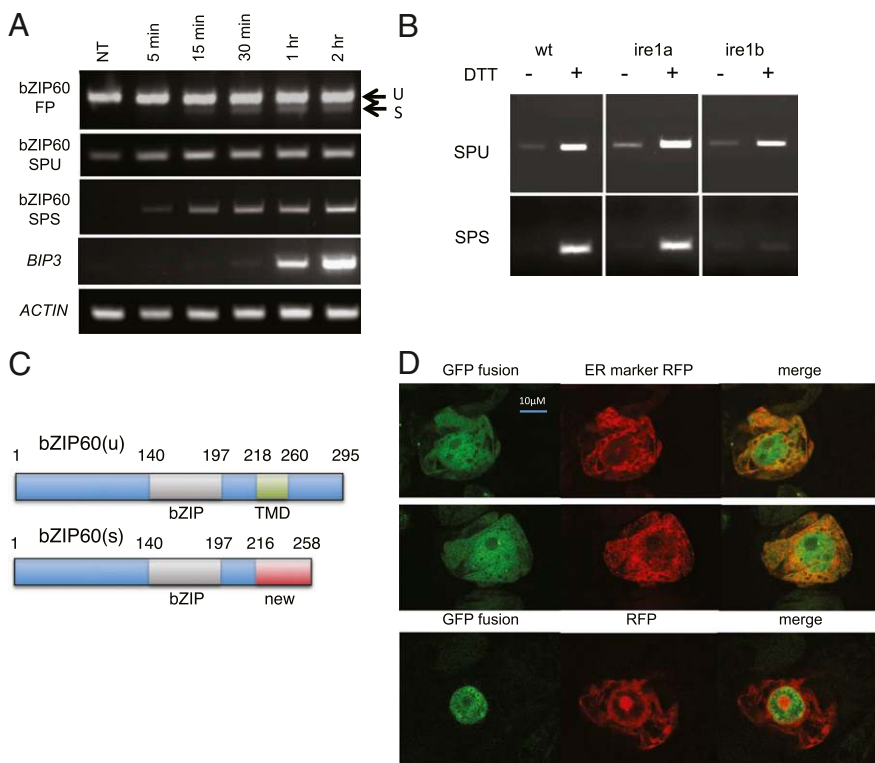 A
NT 5 min 15 min 30 min 1 hr 2 hr
bZIP60
FP
U
S
bZIP60
SPU
bZIP60
SPS
BIP3
ACTIN
B
wt ire1a ire1b
DTT - + - + - +
SPU
SPS
C
bZIP60(u)
1 140 197 218 260 295
bZIP TMD
bZIP60(s)
1 140 197 216 258
bZIP new
D
GFP fusion ER marker RFP merge
10µM
GFP fusion RFP merge